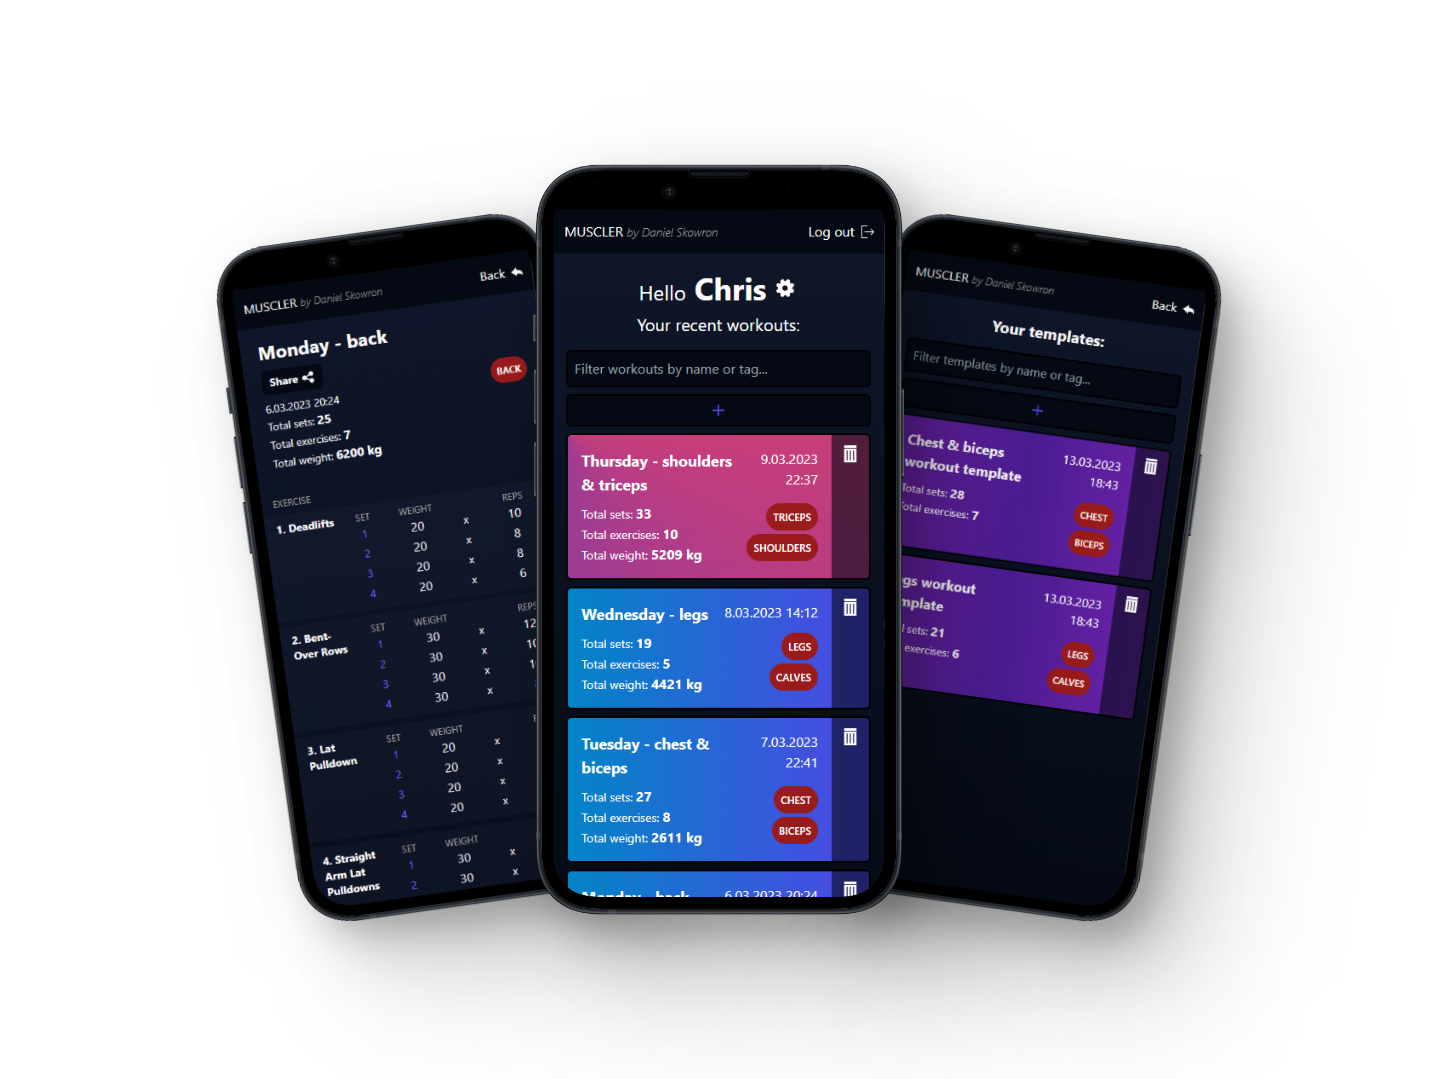 MUSCLER by Daniel Skowron
Back
Monday - back
Share
BACK
6.03.2023 20:24
Total sets: 25
Total exercises: 7
Total weight: 6200 kg
EXERCISE
SET WEIGHT REPS
1. Deadlifts
1 20 x 10
2 20 x 8
3 20 x 8
4 20 x 6
SET WEIGHT REPS
2. Bent-
Over Rows
1 30 x 12
2 30 x
3 30 x
4 30 x
SET WEIGHT
3. Lat
Pulldown
1 20 x
2 20 x
3 20 x
4 20 x
SET WEIGHT
4. Straight
Arm Lat
Pulldowns
1 30 x
2 30 x
MUSCLER by Daniel Skowron
Log out
Hello Chris
Your recent workouts:
Filter workouts by name or tag...
+
Thursday - shoulders
& triceps
9.03.2023
22:37
Total sets: 33
Total exercises: 10
Total weight: 5209 kg
TRICEPS
SHOULDERS
Wednesday - legs
8.03.2023 14:12
Total sets: 19
Total exercises: 5
Total weight: 4421 kg
LEGS
CALVES
Tuesday - chest &
biceps
7.03.2023
22:41
Total sets: 27
Total exercises: 8
Total weight: 2611 kg
CHEST
BICEPS
Monday - back
6.03.2023 20:24
MUSCLER by Daniel Skowron
Back
Your templates:
Filter templates by name or tag...
+
Chest & biceps
workout template
13.03.2023
18:43
Total sets: 28
Total exercises: 7
CHEST
BICEPS
workout
13.03.2023
18:43
sets: 21
exercises: 6
LEGS
CALVES